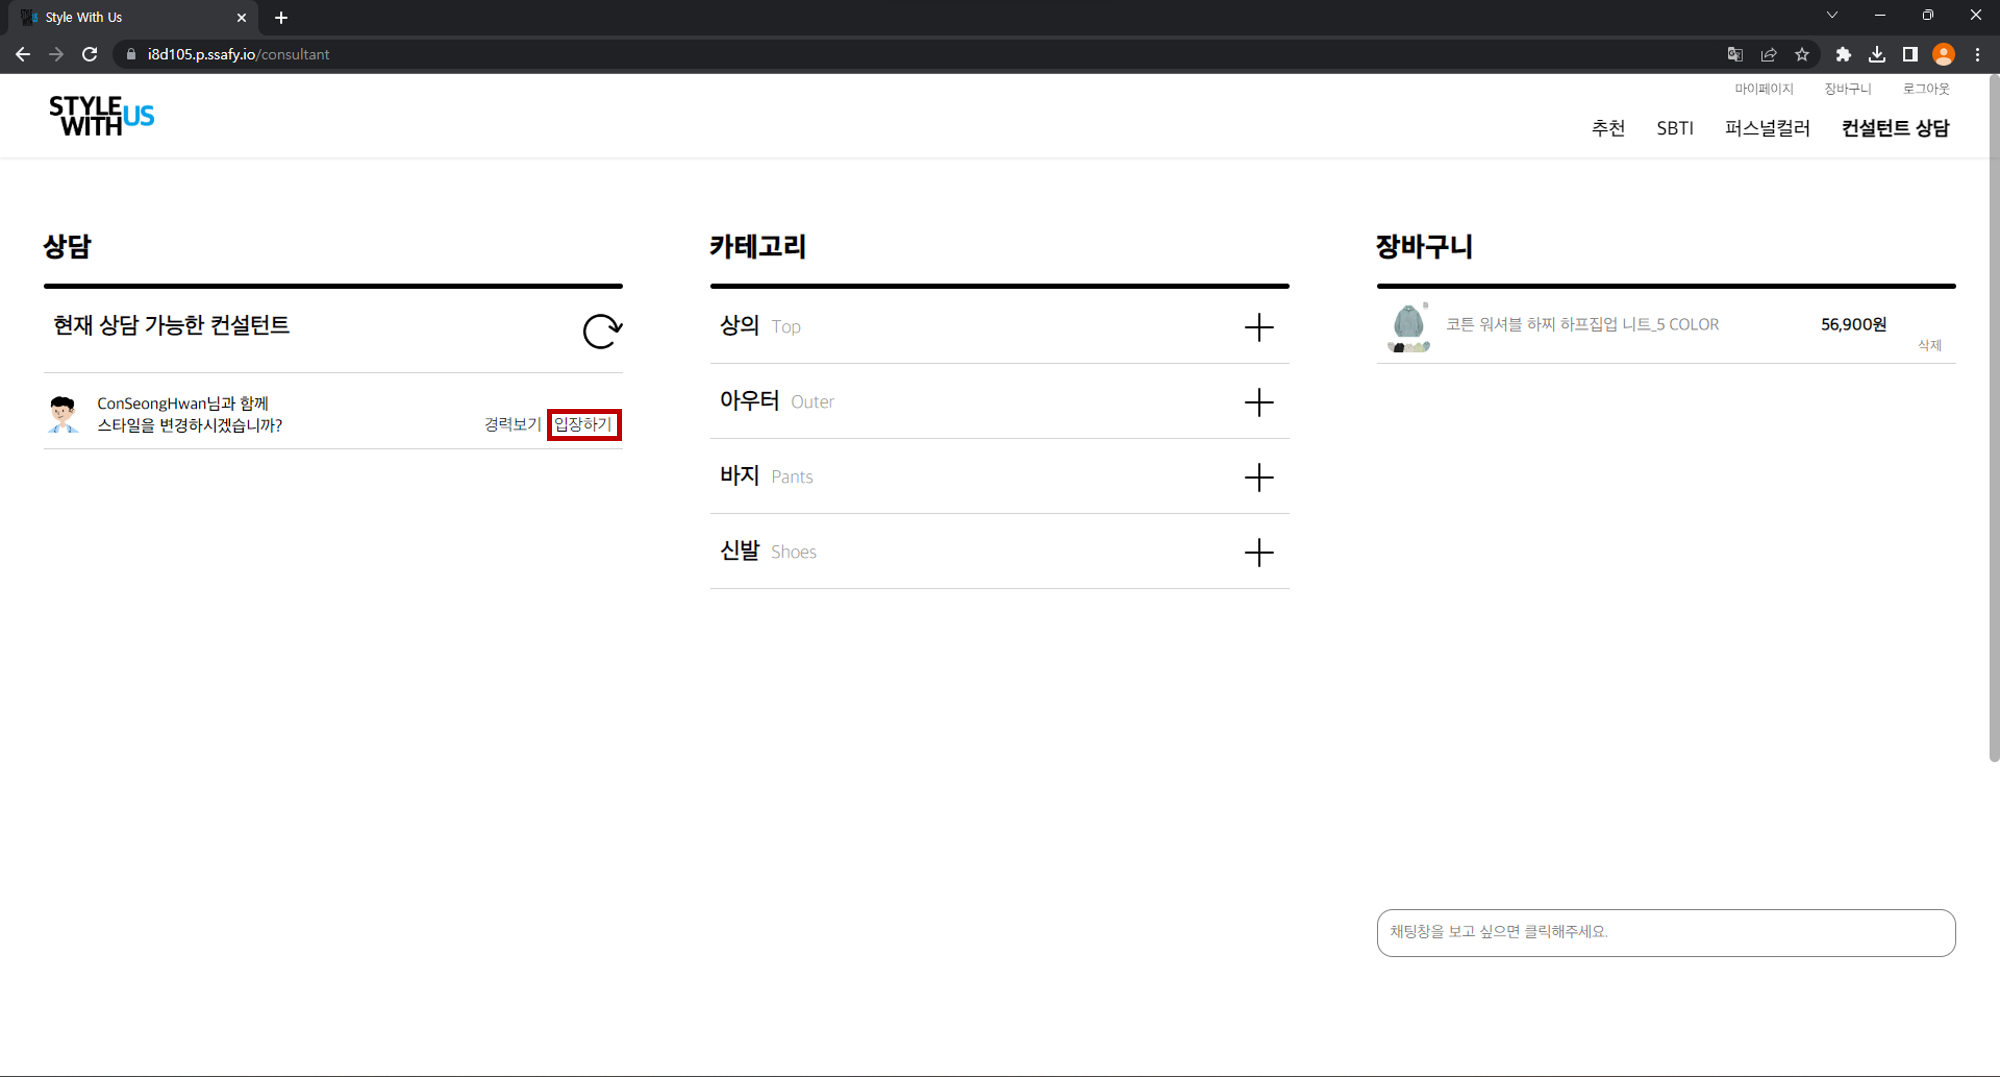 Style With Us
i8d105.p.ssafy.io/consultant
마이페이지 장바구니 로그아웃
STYLE
WITH US
추천 SBTI 퍼스널컬러 컨설턴트 상담
상담
현재 상담 가능한 컨설턴트
ConSeongHwan님과 함께
스타일을 변경하시겠습니까?
경력보기 입장하기
카테고리
상의 Top
아우터 Outer
바지 Pants
신발 Shoes
장바구니
코튼 워셔블 하찌 하프집업 니트_5 COLOR 56,900원
삭제
채팅창을 보고 싶으면 클릭해주세요.